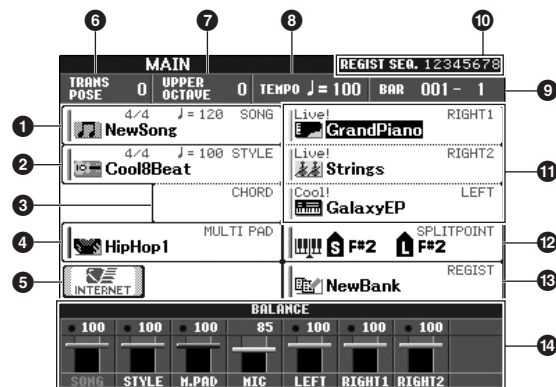 6 7 8 10
MAIN REGIST SEQ. 12345678
TRANS POSE 0 UPPER OCTAVE 0 TEMPO ♩= 100 BAR 001 - 1
9
1
4/4 ♩= 120 SONG
NewSong
Live! RIGHT1
GrandPiano
2
4/4 ♩= 100 STYLE
Cool8Beat
Live! RIGHT2
Strings
11
3
CHORD
Cool! LEFT
GalaxyEP
4
MULTI PAD
HipHop1
SPLITPOINT
S F#2 L F#2
12
5
INTERNET
REGIST
NewBank
13
BALANCE
100 100 100 85 100 100 100
14
SONG STYLE M.PAD MIC LEFT RIGHT1 RIGHT2